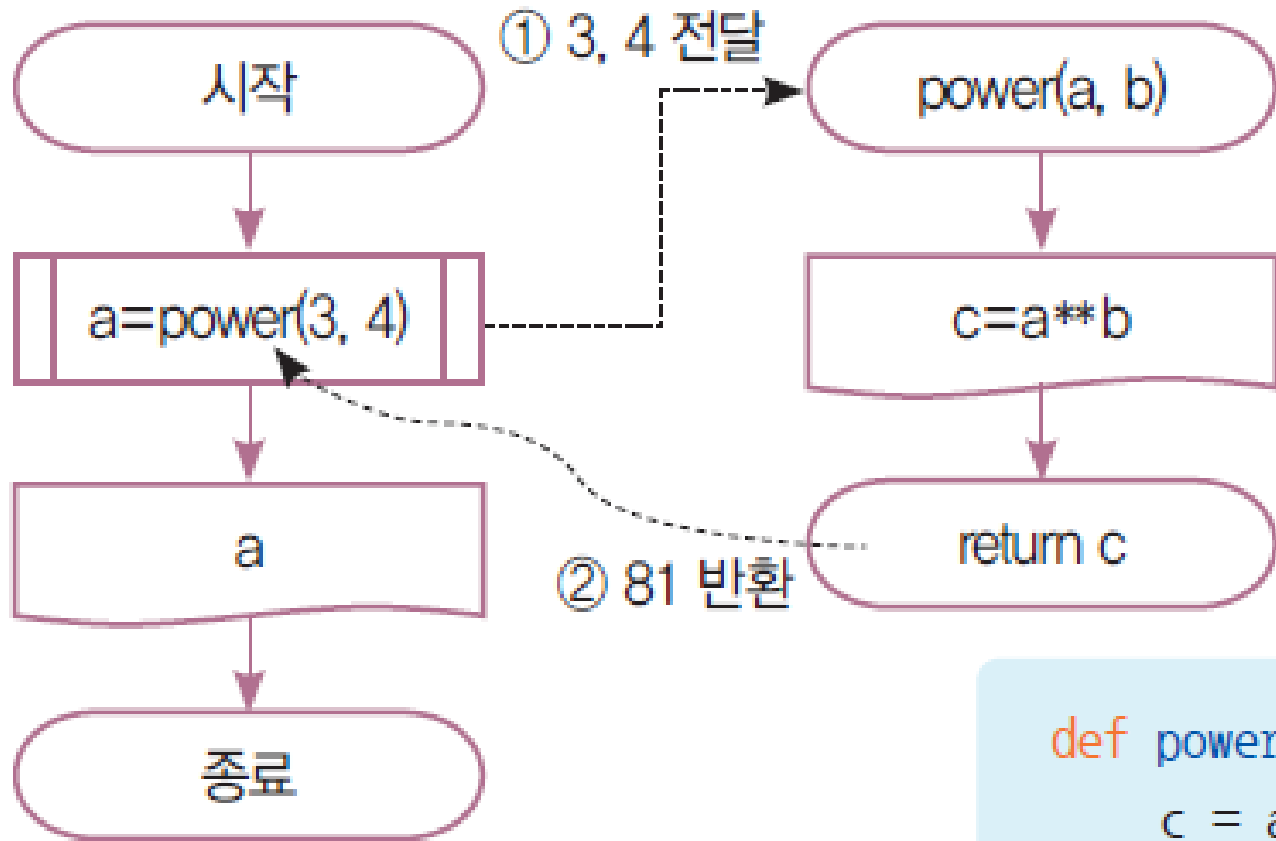 시작
① 3, 4 전달
power(a, b)
a=power(3, 4)
c=a**b
a
② 81 반환
return c
종료
def power
c = a